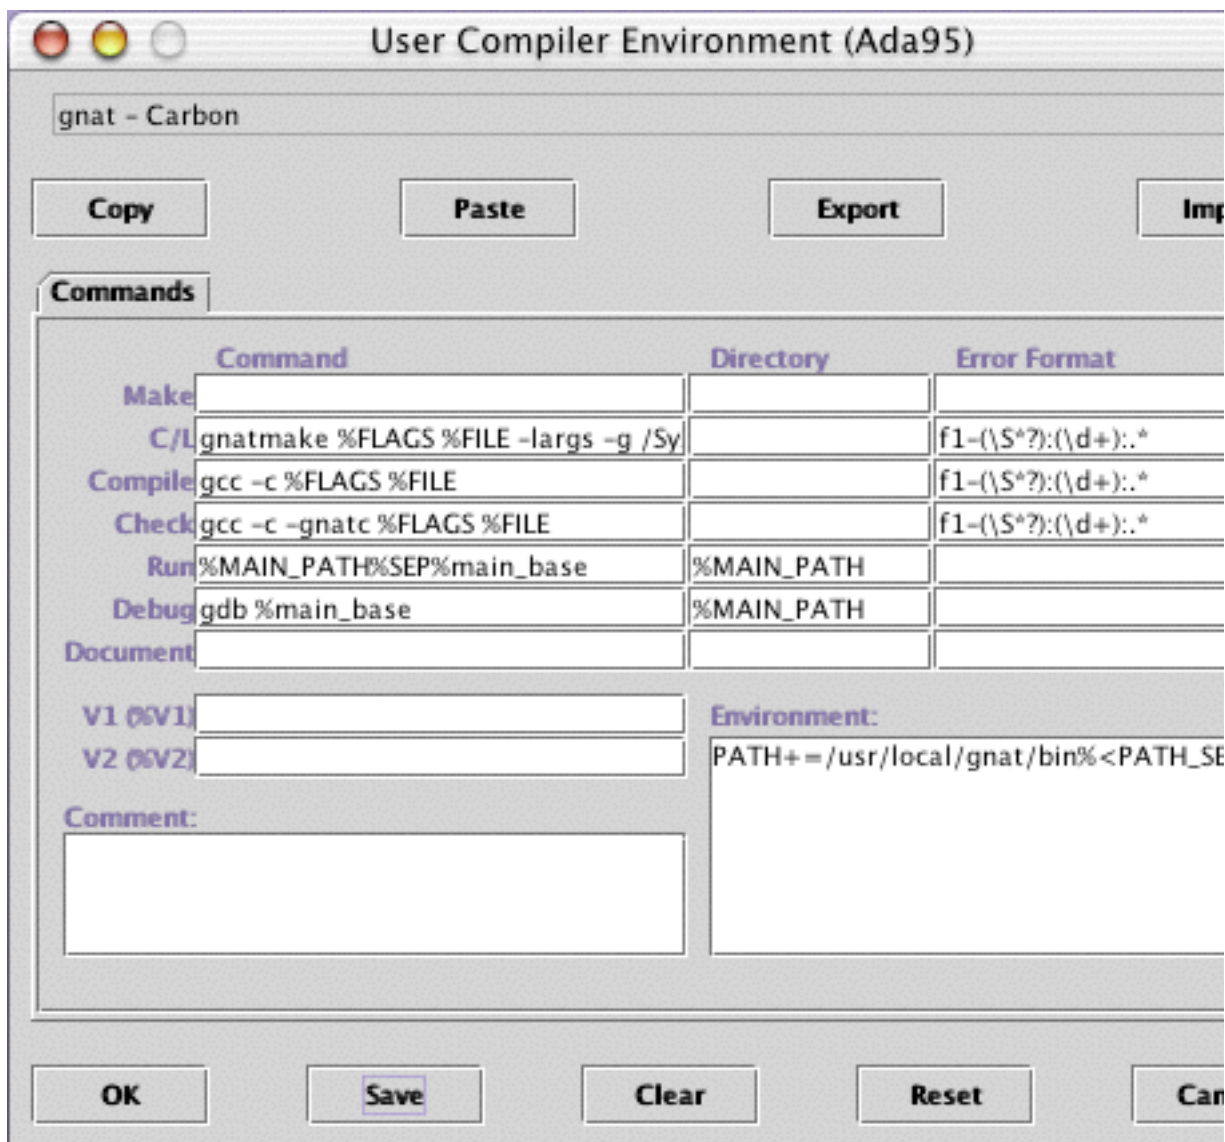 User Compiler Environment (Ada95)
gnat - Carbon
Copy Paste Export Imp
Commands
Command Directory Error Format
Make
C/L gnatmake %FLAGS %FILE -largs -g /Sy f1-(\S*?):(\d+):.*
Compile gcc -c %FLAGS %FILE f1-(\S*?):(\d+):.*
Check gcc -c -gnatc %FLAGS %FILE f1-(\S*?):(\d+):.*
Run %MAIN_PATH%SEP%main_base %MAIN_PATH
Debug gdb %main_base %MAIN_PATH
Document
V1 (%V1)
V2 (%V2)
Environment:
PATH+=/usr/local/gnat/bin%<PATH_SE
Comment:
OK Save Clear Reset Can